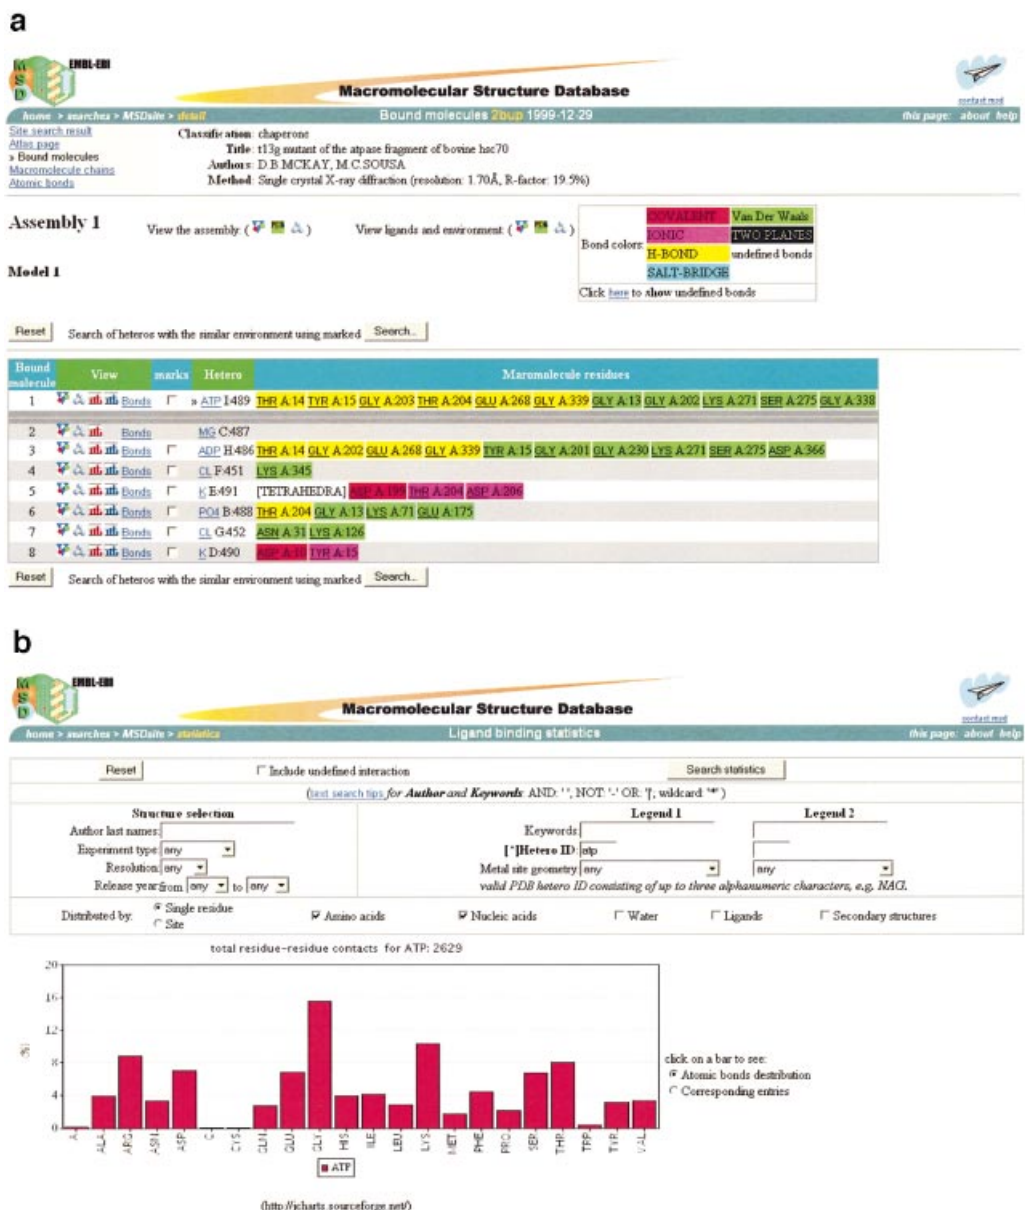 a
MSD EMBL-EBI
Macromolecular Structure Database
contact msd
home > searches > MSDsite > detail Bound molecules 2bup 1999-12-29 this page: about help
Site search result
Atlas page
» Bound molecules
Macromolecule chains
Atomic bonds
Classification: chaperone
Title: t13g mutant of the atpase fragment of bovine hsc70
Authors: D.B.MCKAY, M.C.SOUSA
Method: Single crystal X-ray diffraction (resolution: 1.70Å, R-factor: 19.5%)
Assembly 1 View the assembly: ( ) View ligands and environment: ( )
Bond colors:
COVALENT Van Der Waals
IONIC TWO PLANES
H-BOND undefined bonds
SALT-BRIDGE
Click here to show undefined bonds
Model 1
Reset Search of heteros with the similar environment using marked Search...
Bound molecule View marks Hetero Maromolecule residues
1 Bonds » ATP I:489 THR A:14 TYR A:15 GLY A:203 THR A:204 GLU A:268 GLY A:339 GLY A:13 GLY A:202 LYS A:271 SER A:275 GLY A:338
2 Bonds MG C:487
3 Bonds ADP H:486 THR A:14 GLY A:202 GLU A:268 GLY A:339 TYR A:15 GLY A:201 GLY A:230 LYS A:271 SER A:275 ASP A:366
4 Bonds CL F:451 LYS A:345
5 Bonds K E:491 [TETRAHEDRA] ASP A:199 THR A:204 ASP A:206
6 Bonds PO4 B:488 THR A:204 GLY A:13 LYS A:71 GLU A:175
7 Bonds CL G:452 ASN A:31 LYS A:126
8 Bonds K D:490 ASP A:10 TYR A:15
Reset Search of heteros with the similar environment using marked Search...
b
MSD EMBL-EBI
Macromolecular Structure Database
contact msd
home > searches > MSDsite > statistics Ligand binding statistics this page: about help
Reset Include undefined interaction Search statistics
(text search tips for Author and Keywords: AND: ' ', NOT: '-' OR: '|', wildcard: '*')
Structure selection Legend 1 Legend 2
Author last names: Keywords:
Experiment type: any [*]Hetero ID: atp
Resolution: any Metal site geometry any any
Release year: from any to any valid PDB hetero ID consisting of up to three alphanumeric characters, e.g. NAG.
Distributed by: Single residue Amino acids Nucleic acids Water Ligands Secondary structures
Site
total residue-residue contacts for ATP: 2629
20
16
12
8
4
0
(%)
A ALA ARG ASN ASP C CYS GLN GLU GLY HIS ILE LEU LYS MET PHE PRO SER THR TRP TYR VAL
ATP
click on a bar to see:
Atomic bonds destribution
Corresponding entries
(http://jcharts.sourceforge.net/)